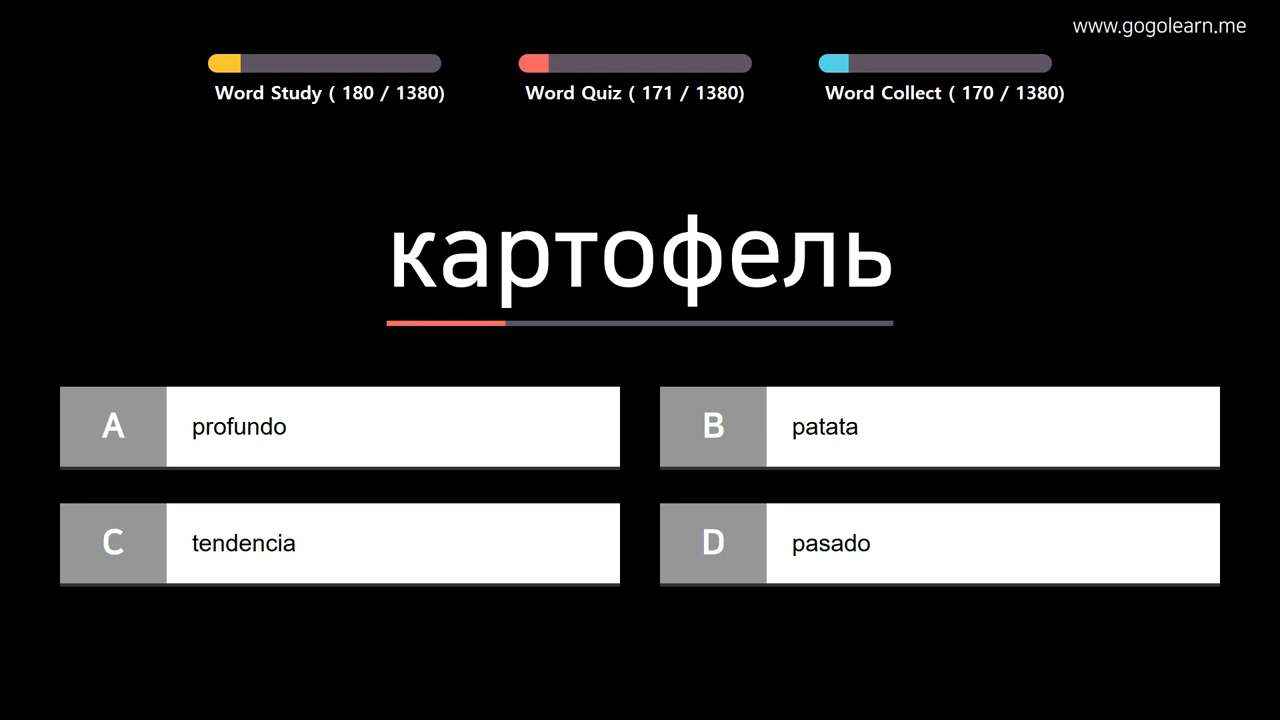 www.gogolearn.me
Word Study ( 180 / 1380)
Word Quiz ( 171 / 1380)
Word Collect ( 170 / 1380)
картофель
A profundo
B patata
C tendencia
D pasado